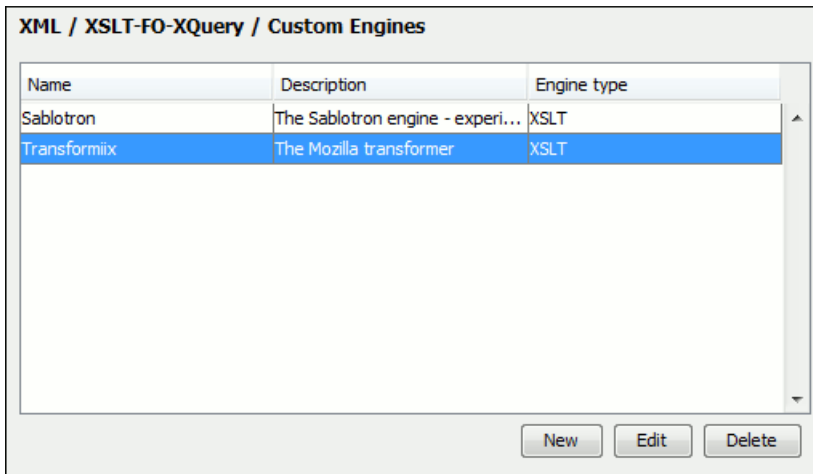 XML / XSLT-FO-XQuery / Custom Engines
Name Description Engine type
Sablotron The Sablotron engine - experi... XSLT
Transformiix The Mozilla transformer XSLT
New Edit Delete